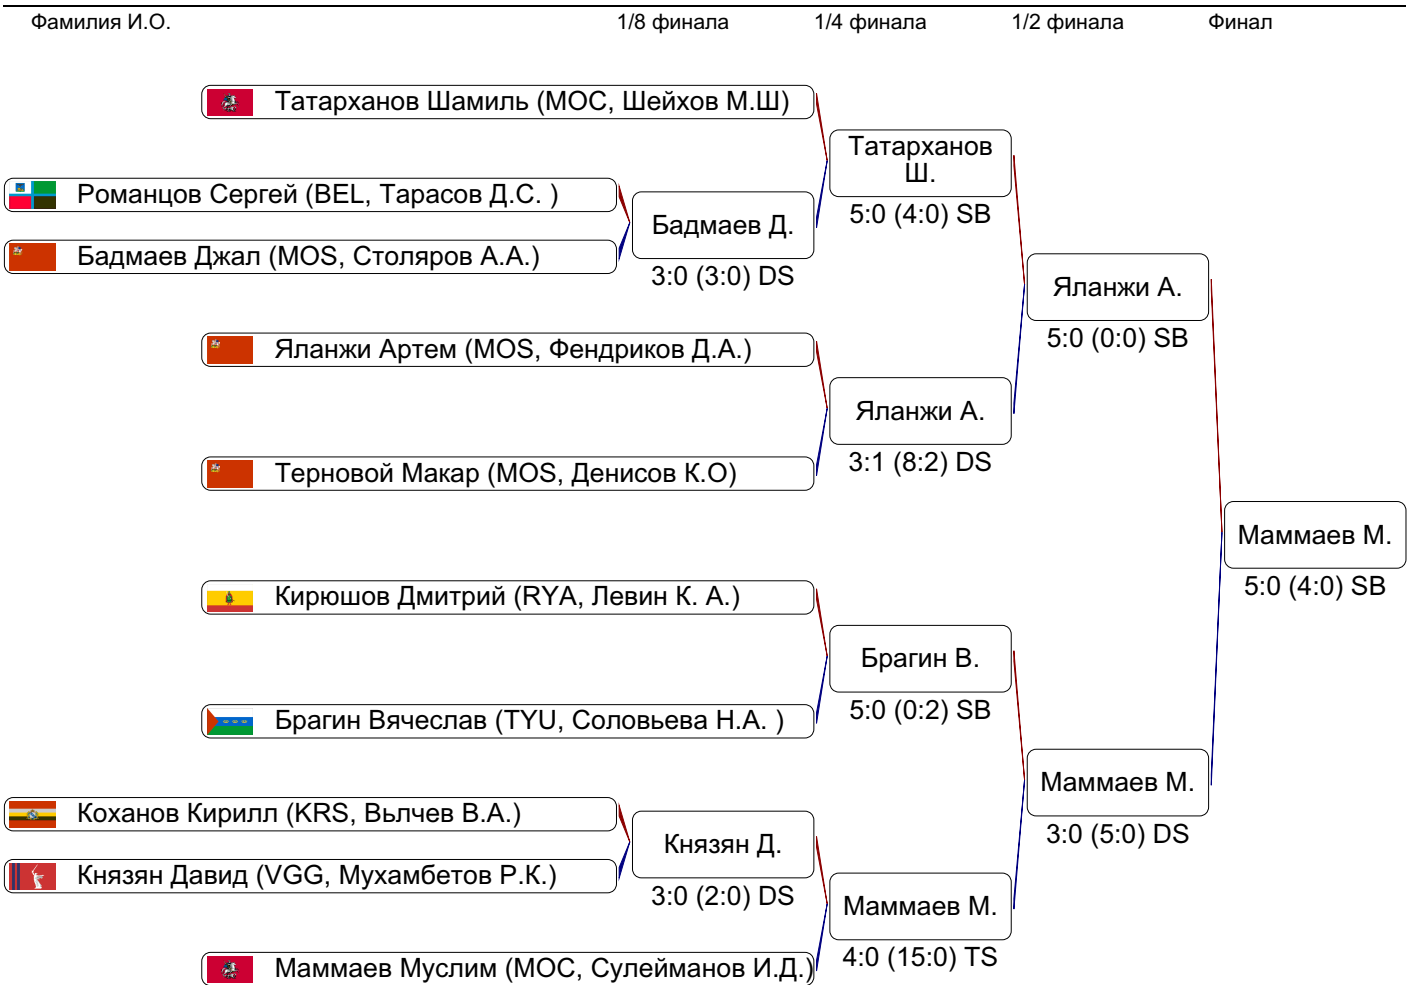 Фамилия И.О. 1/8 финала 1/4 финала 1/2 финала Финал
Татарханов Шамиль (МОС, Шейхов М.Ш)
Татарханов
Ш.
5:0 (4:0) SB
Романцов Сергей (BEL, Тарасов Д.С. )
Бадмаев Д.
3:0 (3:0) DS
Бадмаев Джал (MOS, Столяров А.А.)
Яланжи А.
5:0 (0:0) SB
Яланжи Артем (MOS, Фендриков Д.А.)
Яланжи А.
3:1 (8:2) DS
Терновой Макар (MOS, Денисов К.О)
Маммаев М.
5:0 (4:0) SB
Кирюшов Дмитрий (RYA, Левин К. А.)
Брагин В.
5:0 (0:2) SB
Брагин Вячеслав (TYU, Соловьева Н.А. )
Маммаев М.
3:0 (5:0) DS
Коханов Кирилл (KRS, Вьлчев В.А.)
Князян Д.
3:0 (2:0) DS
Князян Давид (VGG, Мухамбетов Р.К.)
Маммаев М.
4:0 (15:0) TS
Маммаев Муслим (МОС, Сулейманов И.Д.)